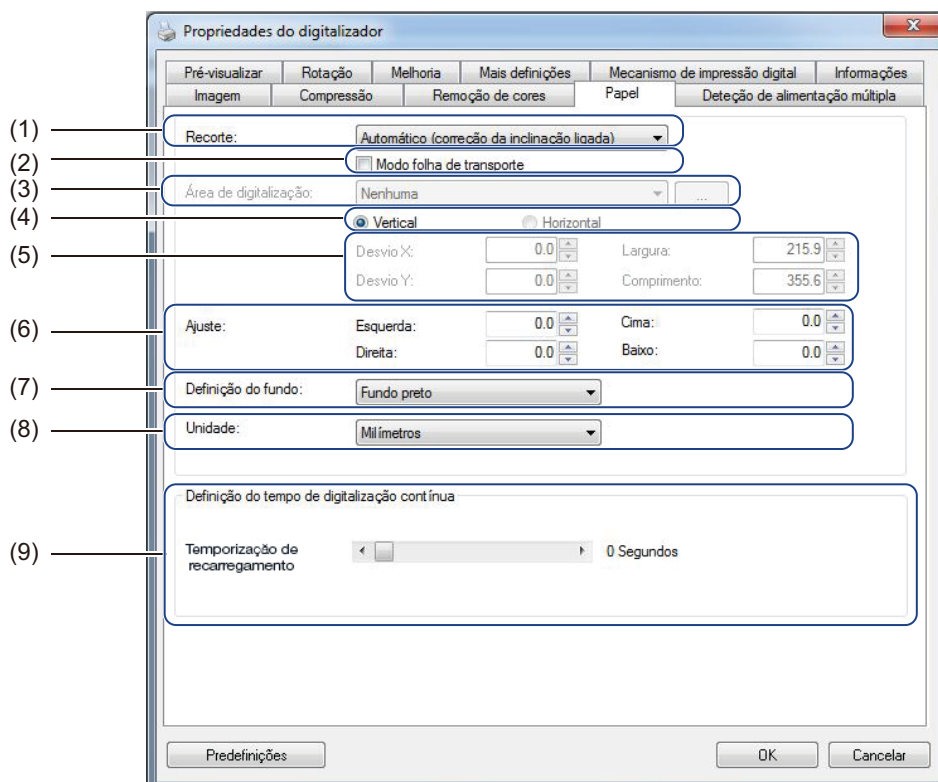 Propriedades do digitalizador
Pré-visualizar Rotação Melhoria Mais definições Mecanismo de impressão digital Informações
Imagem Compressão Remoção de cores Papel Deteção de alimentação múltipla
(1) Recorte: Automático (correção da inclinação ligada)
(2) Modo folha de transporte
(3) Área de digitalização: Nenhuma ...
(4) Vertical Horizontal
(5) Desvio X: 0.0 Largura: 215.9
Desvio Y: 0.0 Comprimento: 355.6
(6) Ajuste: Esquerda: 0.0 Cima: 0.0
Direita: 0.0 Baixo: 0.0
(7) Definição do fundo: Fundo preto
(8) Unidade: Milímetros
Definição do tempo de digitalização contínua
(9) Temporização de 0 Segundos
recarregamento
Predefinições OK Cancelar